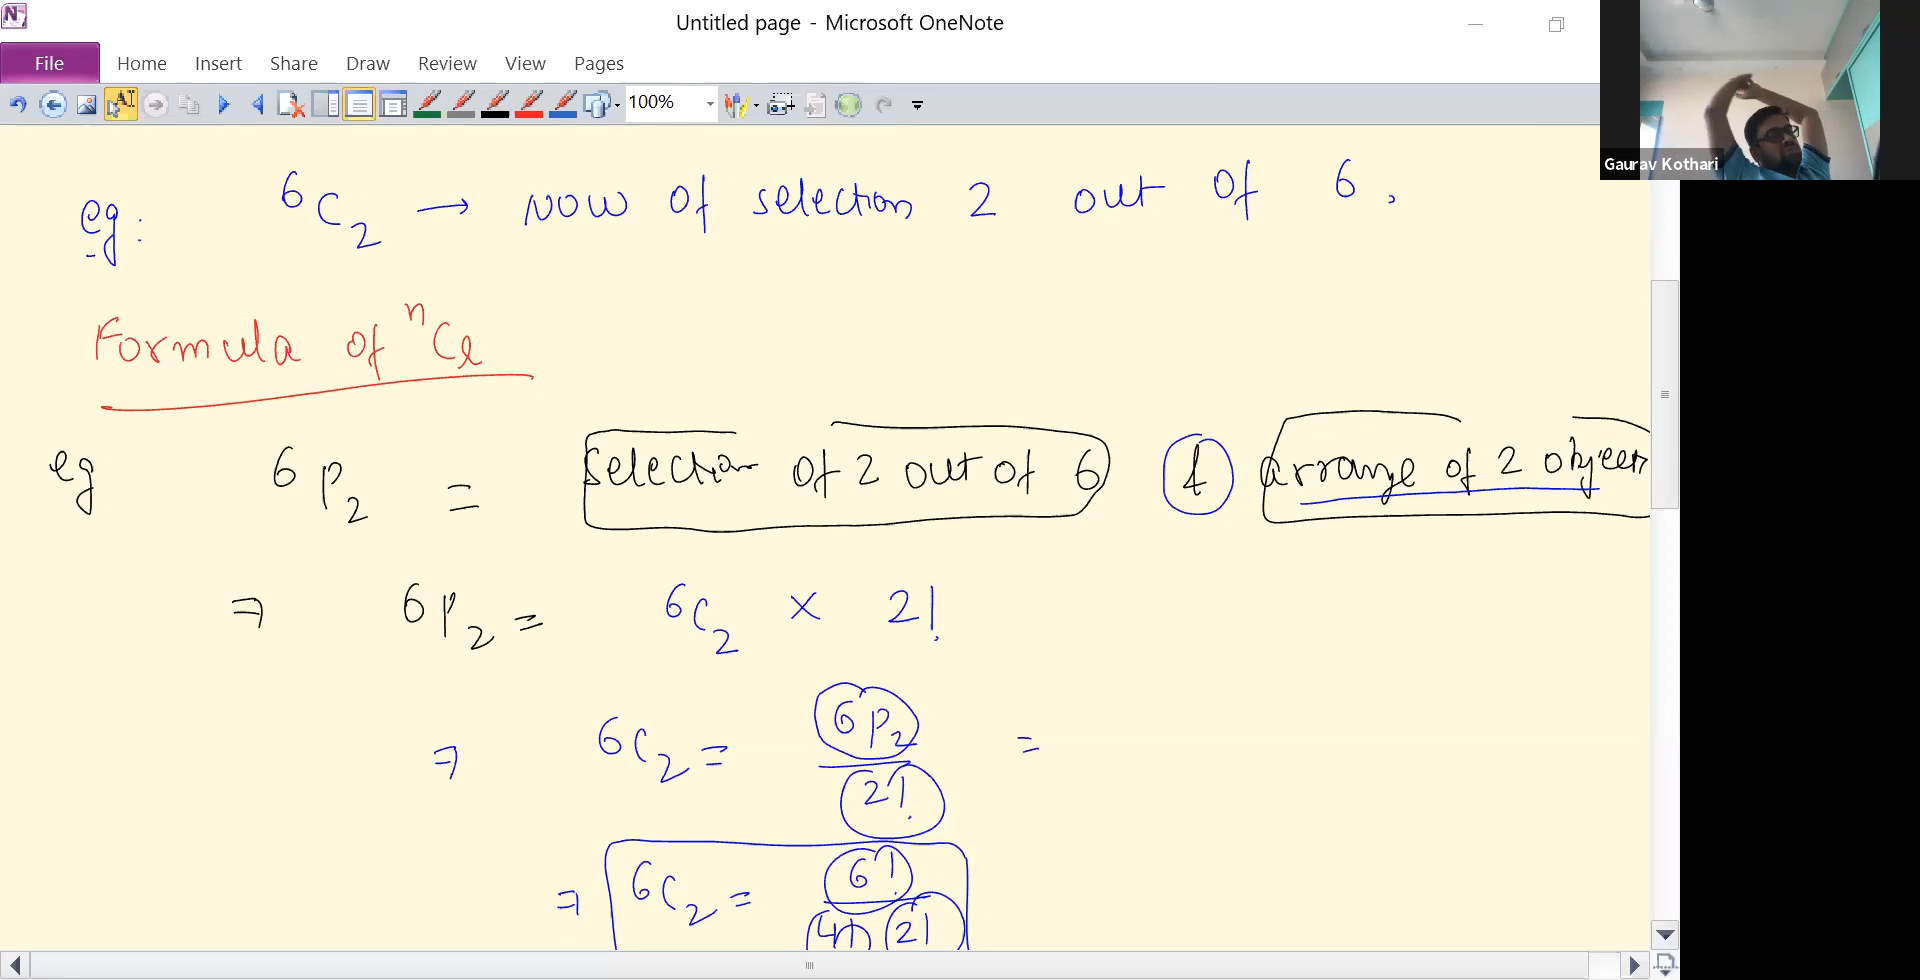 Untitled page - Microsoft OneNote
File Home Insert Share Draw Review View Pages
100%
Gaurav Kothari
eg: ⁶C₂ → NOW of selection 2 out of 6.
Formula of ⁿCr
eg ⁶P₂ = selection of 2 out of 6 & arrange of 2 objects
⇒ ⁶P₂ = ⁶C₂ × 2!
⇒ ⁶C₂ = ⁶P₂ / 2! =
⇒ ⁶C₂ = 6! / 4! 2!